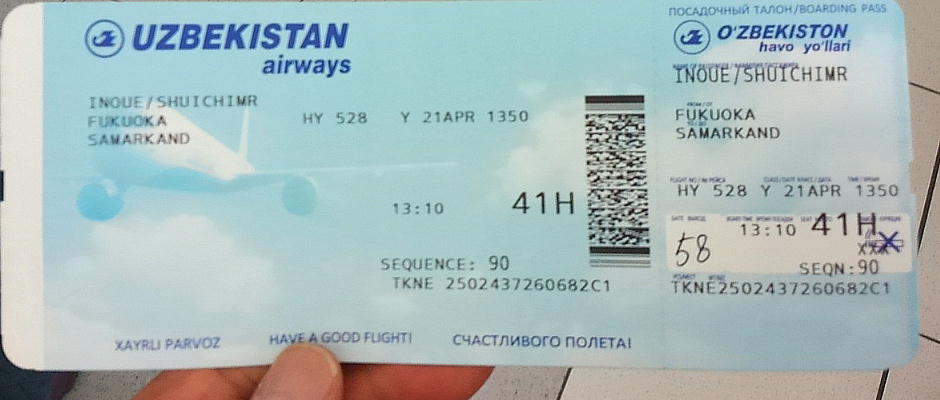 UZBEKISTAN
airways
INOUE/SHUICHIMR
FUKUOKA
SAMARKAND
HY 528 Y 21APR 1350
13:10 41H
SEQUENCE: 90
TKNE 2502437260682C1
XAYRLI PARVOZ HAVE A GOOD FLIGHT! СЧАСТЛИВОГО ПОЛЕТА!
ПОСАДОЧНЫЙ ТАЛОН/BOARDING PASS
O'ZBEKISTON
havo yo'llari
INOUE/SHUICHIMR
FUKUOKA
SAMARKAND
HY 528 Y 21APR 1350
58 13:10 41H
XXX
SEQN:90
TKNE2502437260682C1